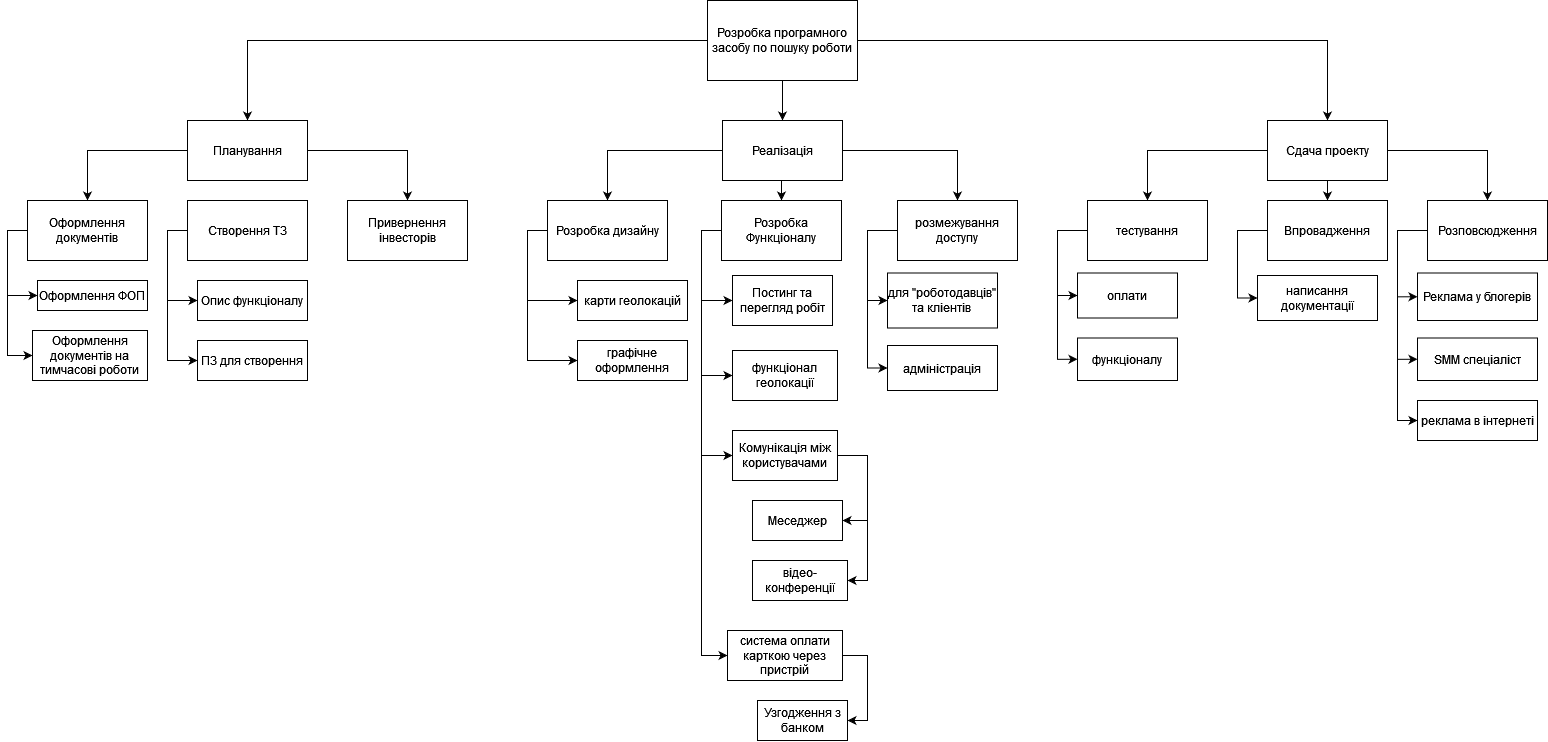 Розробка програмного
засобу по пошуку роботи
Планування
Реалізація
Сдача проекту
Оформлення
документів
Створення ТЗ
Привернення
інвесторів
Розробка дизайну
Розробка
Функціоналу
розмежування
доступу
тестування
Впровадження
Розповсюдження
Оформлення ФОП
Оформлення
документів на
тимчасові роботи
Опис функціоналу
ПЗ для створення
карти геолокацій
графічне
оформлення
Постинг та
перегляд робіт
функціонал
геолокації
Комунікація між
користувачами
Меседжер
відео-
конференції
система оплати
карткою через
пристрій
Узгодження з
банком
для "роботодавців"
та клієнтів
адміністрація
оплати
функціоналу
написання
документації
Реклама у блогерів
SMM спеціаліст
реклама в інтернеті